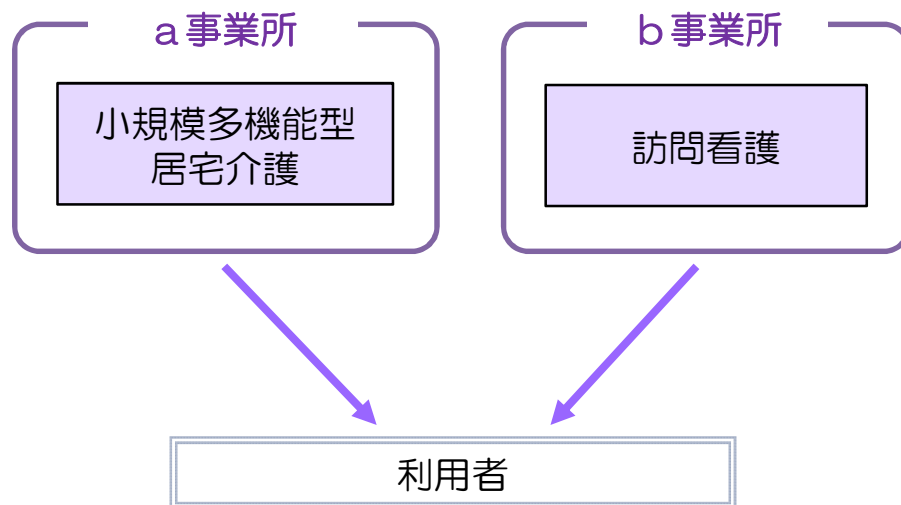 a事業所
小規模多機能型
居宅介護
b事業所
訪問看護
利用者